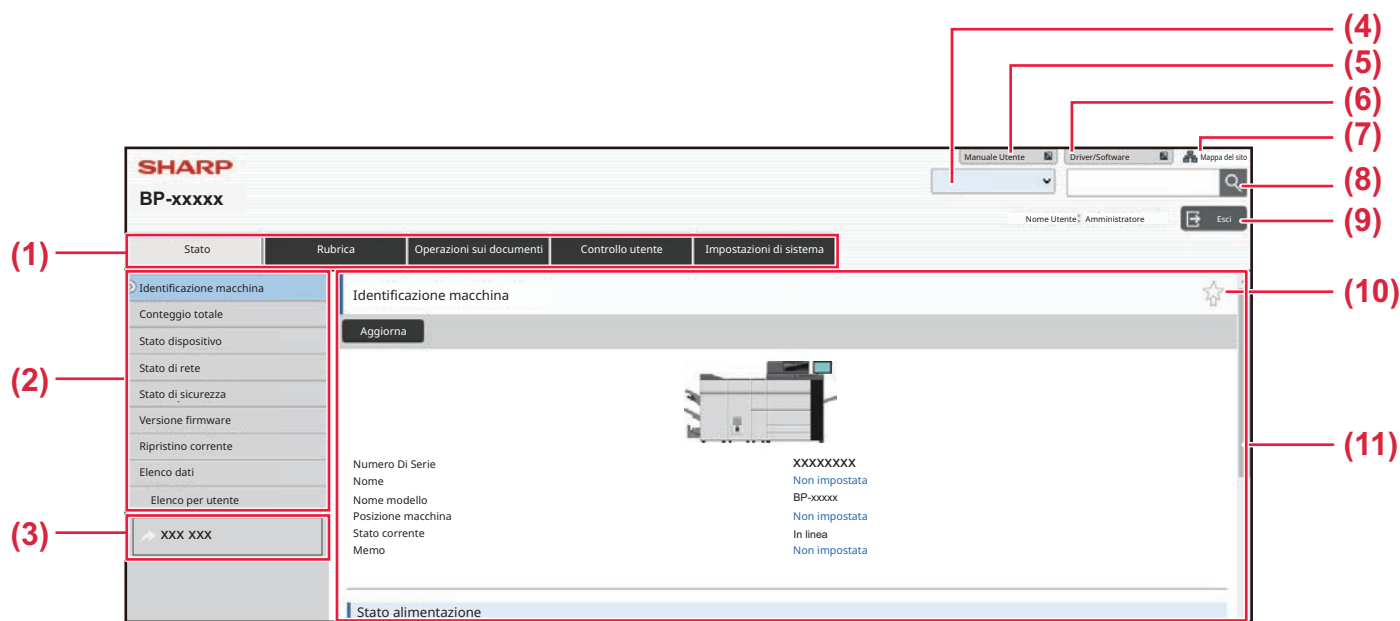 (4)
(5)
(6)
(7)
SHARP
Manuale Utente
Driver/Software
Mappa del sito
(8)
BP-xxxxx
Nome Utente: Amministratore
Esci
(9)
(1)
Stato
Rubrica
Operazioni sui documenti
Controllo utente
Impostazioni di sistema
(2)
Identificazione macchina
Conteggio totale
Stato dispositivo
Stato di rete
Stato di sicurezza
Versione firmware
Ripristino corrente
Elenco dati
Elenco per utente
(3)
XXX XXX
Identificazione macchina
(10)
Aggiorna
(11)
Numero Di Serie XXXXXXXX
Nome Non impostata
Nome modello BP-xxxxx
Posizione macchina Non impostata
Stato corrente In linea
Memo Non impostata
Stato alimentazione